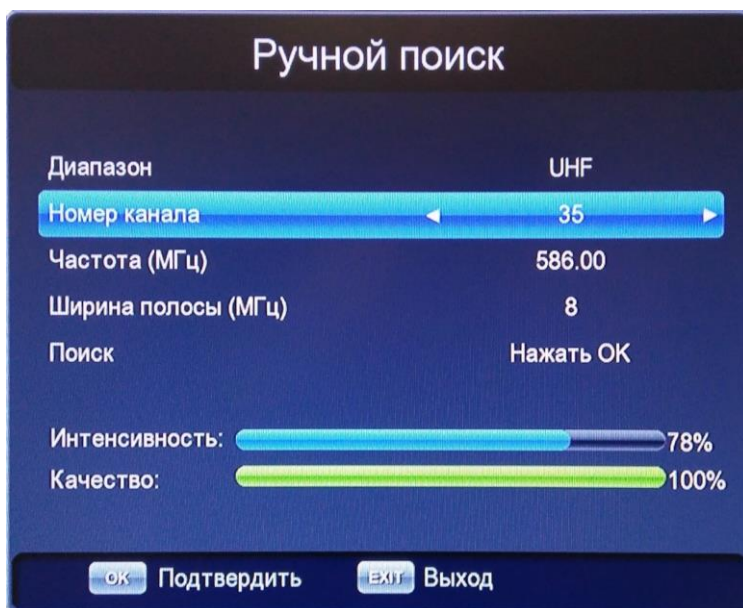 Ручной поиск
Диапазон UHF
Номер канала 35
Частота (МГц) 586.00
Ширина полосы (МГц) 8
Поиск Нажать OK
Интенсивность: 78%
Качество: 100%
OK Подтвердить EXIT Выход